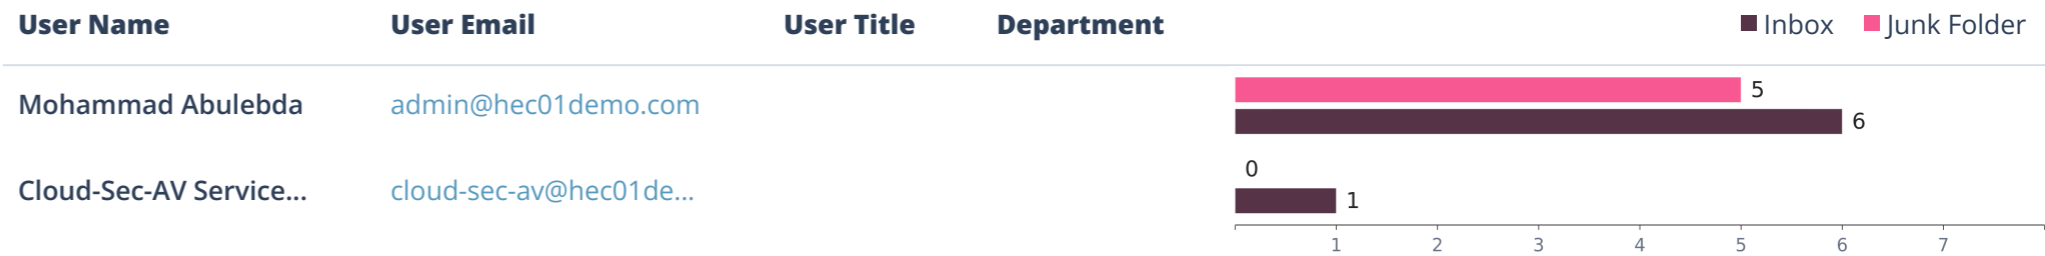 User Name User Email User Title Department Inbox Junk Folder
5
Mohammad Abulebda admin@hec01demo.com
6
0
Cloud-Sec-AV Service... cloud-sec-av@hec01de...
1
1 2 3 4 5 6 7